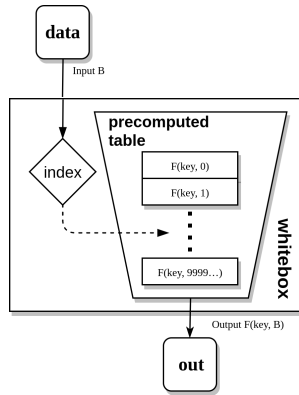 data
Input B
precomputed
table
index
F(key, 0)
F(key, 1)
F(key, 9999...)
whitebox
Output F(key, B)
out